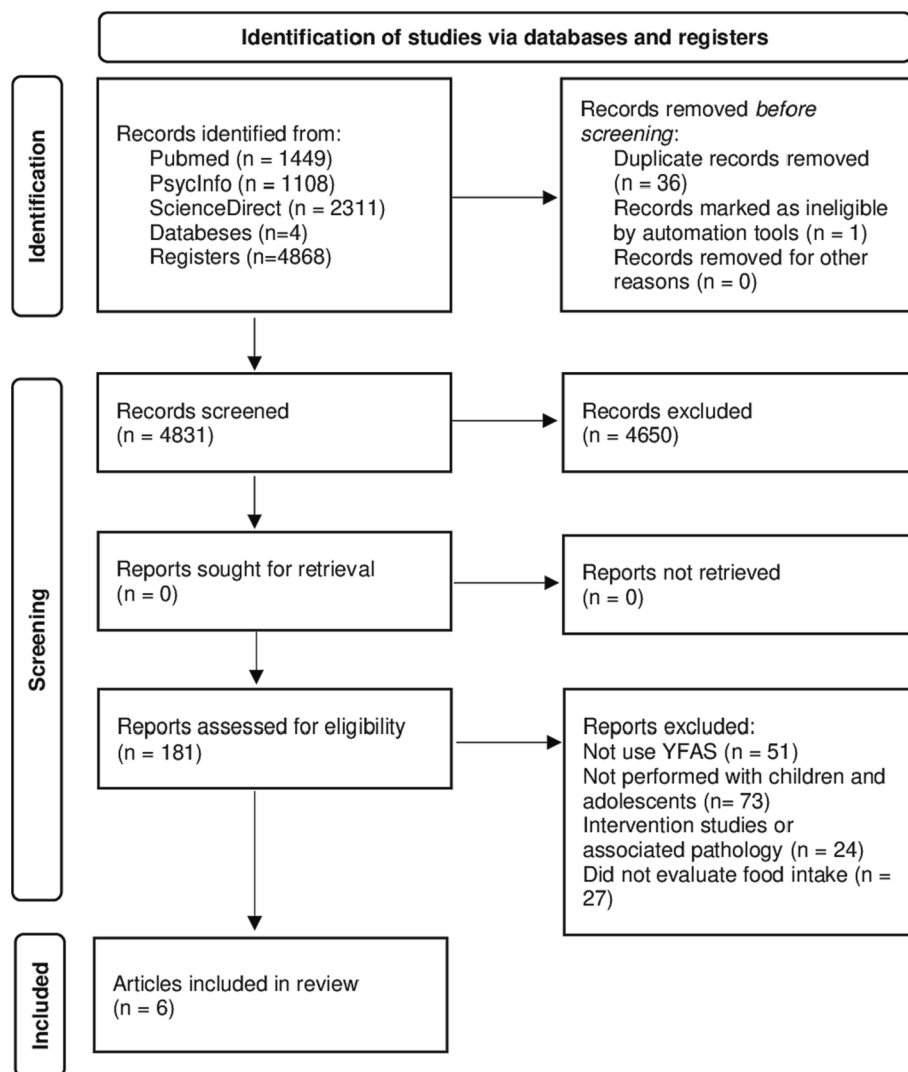 Identification of studies via databases and registers
Identification
Records identified from:
Pubmed (n = 1449)
PsycInfo (n = 1108)
ScienceDirect (n = 2311)
Databeses (n=4)
Registers (n=4868)
Records removed before
screening:
Duplicate records removed
(n = 36)
Records marked as ineligible
by automation tools (n = 1)
Records removed for other
reasons (n = 0)
Screening
Records screened
(n = 4831)
Records excluded
(n = 4650)
Reports sought for retrieval
(n = 0)
Reports not retrieved
(n = 0)
Reports assessed for eligibility
(n = 181)
Reports excluded:
Not use YFAS (n = 51)
Not performed with children and
adolescents (n= 73)
Intervention studies or
associated pathology (n = 24)
Did not evaluate food intake (n =
27)
Included
Articles included in review
(n = 6)